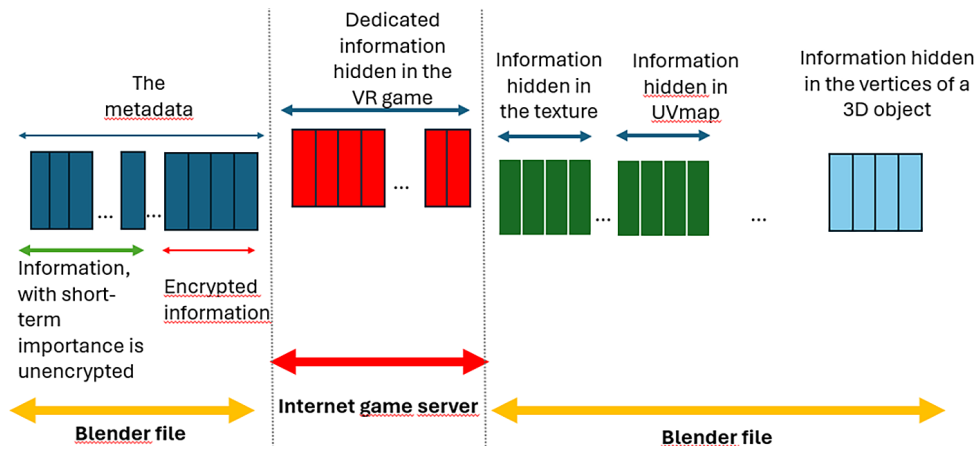 The
metadata
Dedicated
information
hidden in the
VR game
Information
hidden in
the texture
Information
hidden in
UVmap
Information hidden
in the vertices of a
3D object
...
...
...
...
...
Information,
with short-
term
importance is
unencrypted
Encrypted
information
Blender file
Internet game server
Blender file